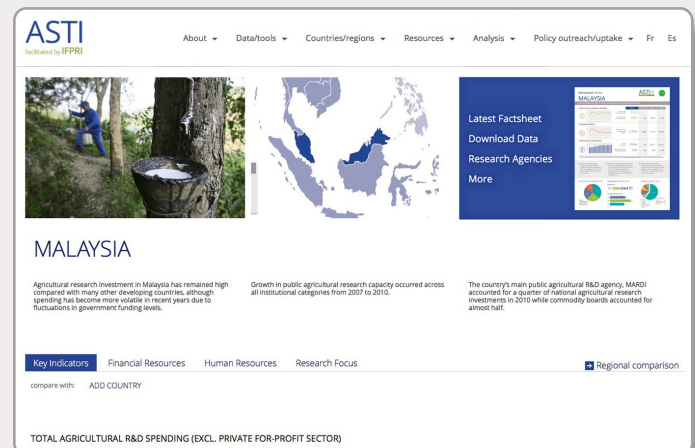 ASTI
facilitated by IFPRI
About Data/tools Countries/regions Resources Analysis Policy outreach/uptake Fr Es
Latest Factsheet
Download Data
Research Agencies
More
ASTI
MALAYSIA
MALAYSIA
Agricultural research investment in Malaysia has remained high
compared with many other developing countries, although
spending has become more volatile in recent years due to
fluctuations in government funding levels.
Growth in public agricultural research capacity occurred across
all institutional categories from 2007 to 2010.
The country's main public agricultural R&D agency, MARDI
accounted for a quarter of national agricultural research
investments in 2010 while commodity boards accounted for
almost half.
Key Indicators Financial Resources Human Resources Research Focus
Regional comparison
compare with: ADD COUNTRY
TOTAL AGRICULTURAL R&D SPENDING (EXCL. PRIVATE FOR-PROFIT SECTOR)